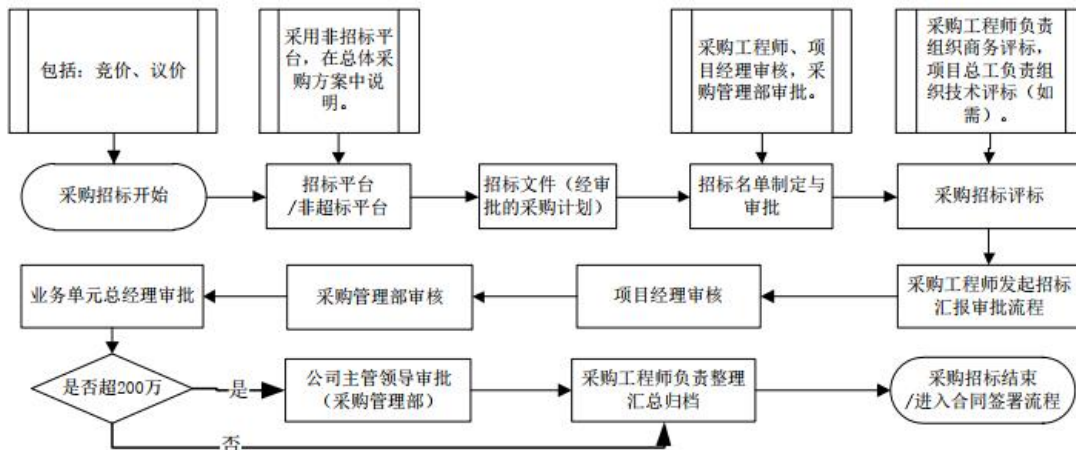 包括：竞价、议价
采用非招标平
台，在总体采
购方案中说
明。
采购工程师、项
目经理审核，采
购管理部审批。
采购工程师负责
组织商务评标，
项目总工负责组
织技术评标（如
需）。
采购招标开始
招标平台
/非超标平台
招标文件（经审
批的采购计划）
招标名单制定与
审批
采购招标评标
业务单元总经理审批
采购管理部审核
项目经理审核
采购工程师发起招标
汇报审批流程
是否超200万
是
公司主管领导审批
（采购管理部）
采购工程师负责整理
汇总归档
采购招标结束
/进入合同签署流程
否